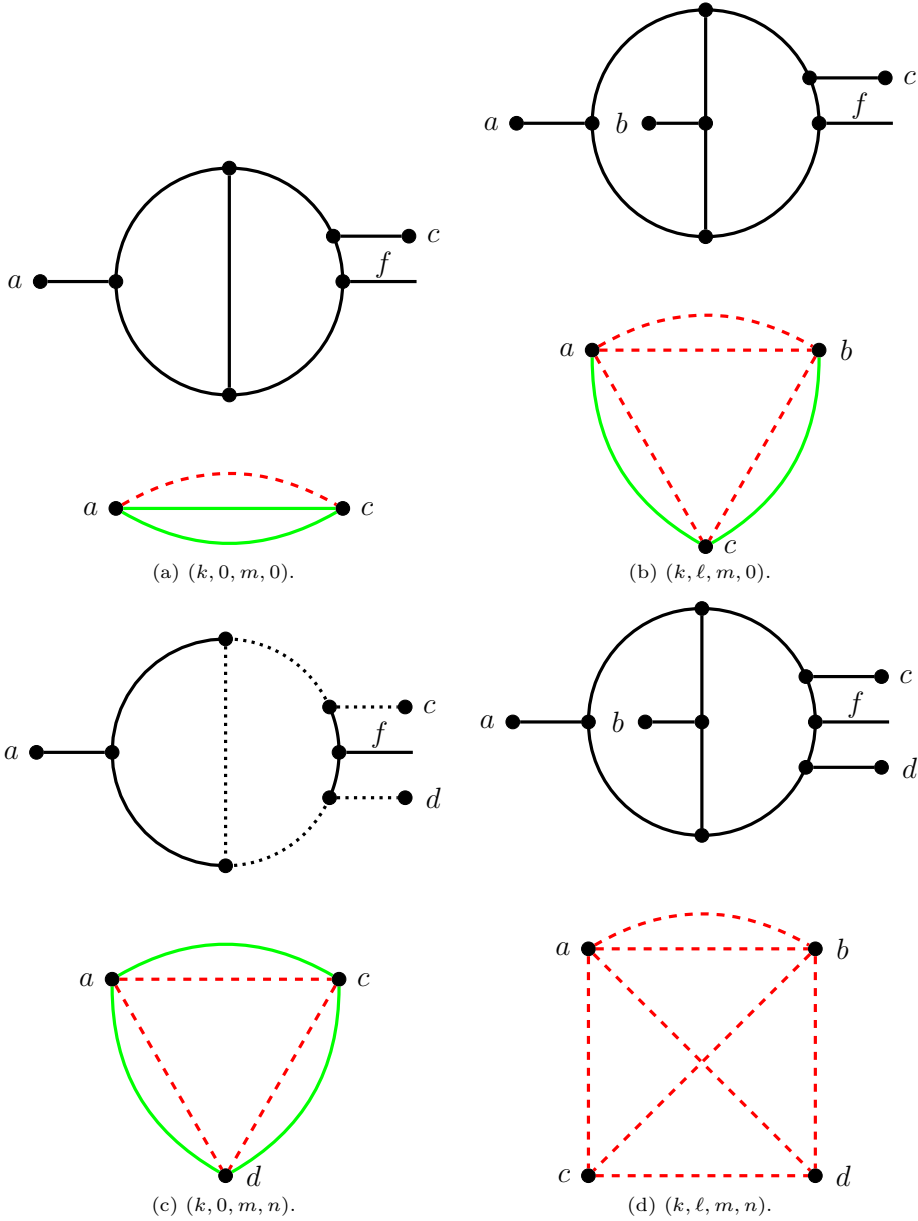 a
c
f
a
c
(a) (k, 0, m, 0).
a
b
c
f
a
b
c
(b) (k, ℓ, m, 0).
a
c
f
d
a
c
d
(c) (k, 0, m, n).
a
b
c
f
d
a
b
c
d
(d) (k, ℓ, m, n).